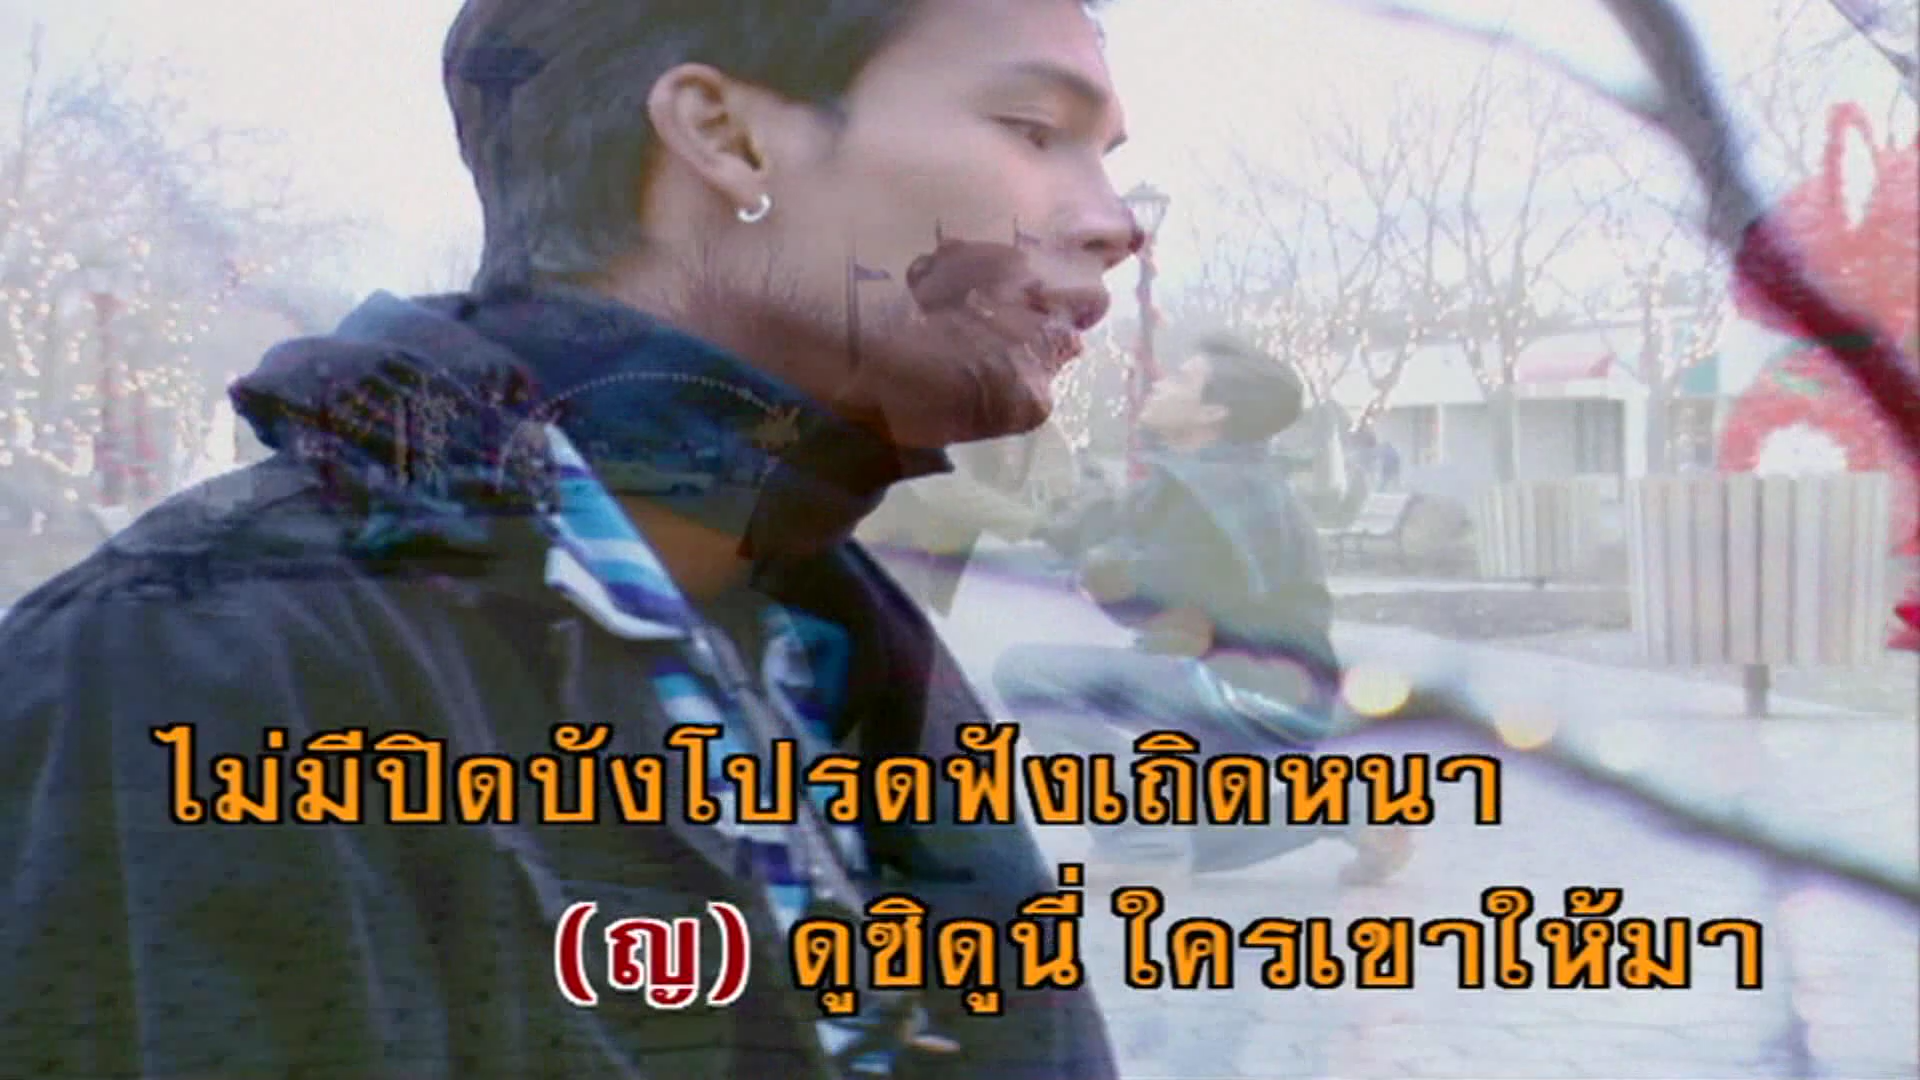 ไม่มีปิดบังโปรดฟังเถิดหนา
(ญ) ดูซิดูนี่ ใครเขาให้มา